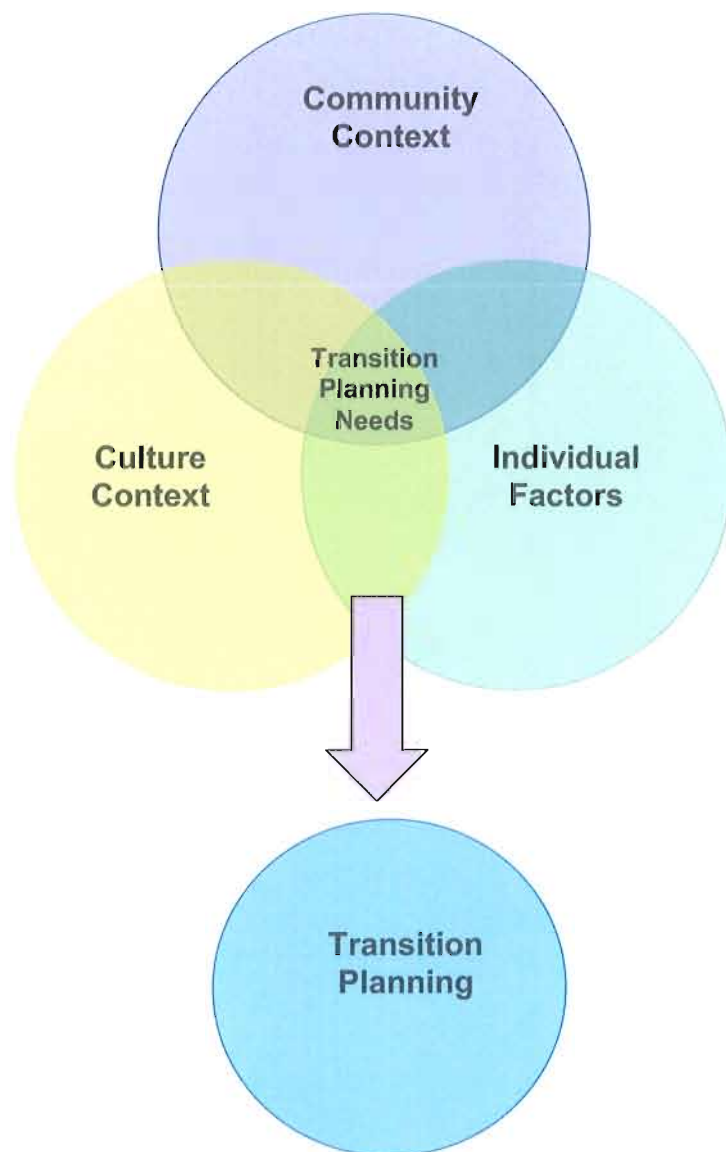 Community
Context
Transition
Planning
Needs
Culture
Context
Individual
Factors
Transition
Planning